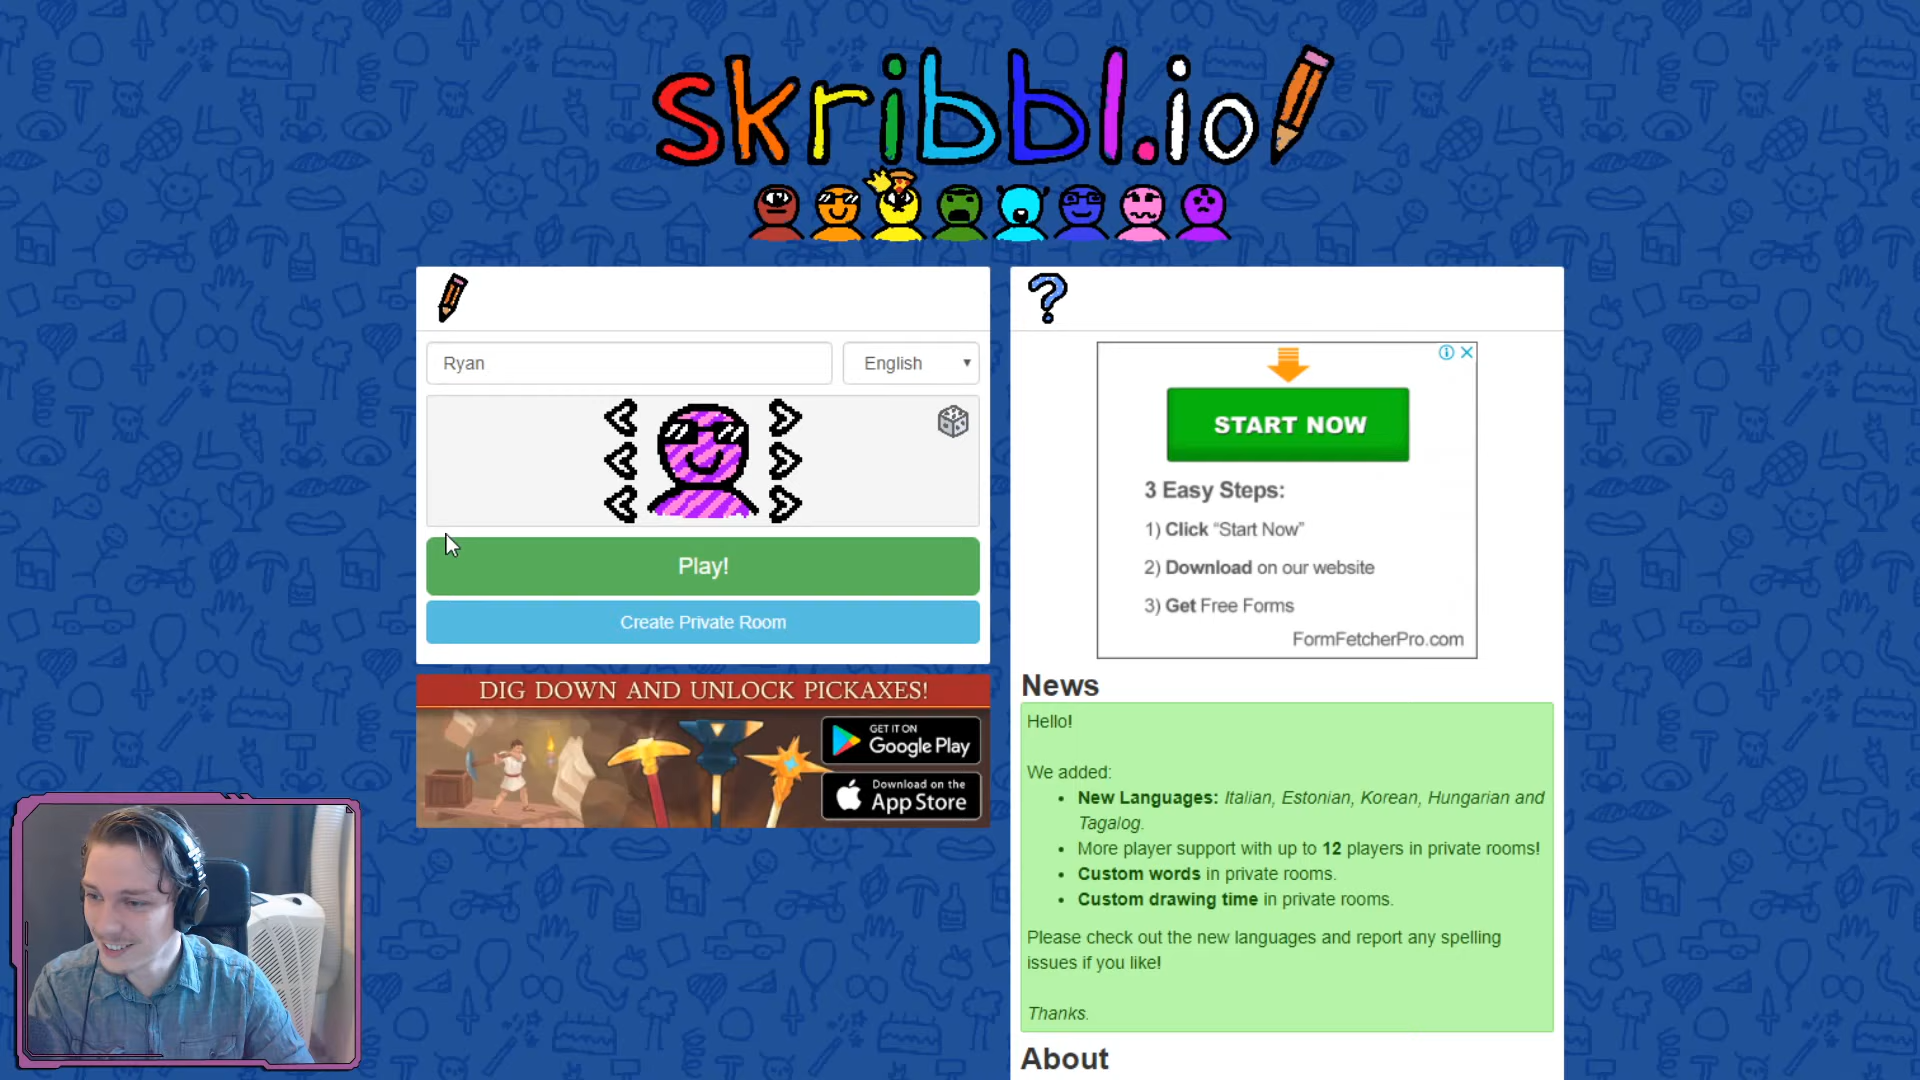 skribbl.io
Ryan
English
Play!
Create Private Room
DIG DOWN AND UNLOCK PICKAXES!
GET IT ON
Google Play
Download on the
App Store
START NOW
3 Easy Steps:
1) Click “Start Now”
2) Download on our website
3) Get Free Forms
FormFetcherPro.com
News
Hello!
We added:
• New Languages: Italian, Estonian, Korean, Hungarian and
Tagalog.
• More player support with up to 12 players in private rooms!
• Custom words in private rooms.
• Custom drawing time in private rooms.
Please check out the new languages and report any spelling
issues if you like!
Thanks.
About